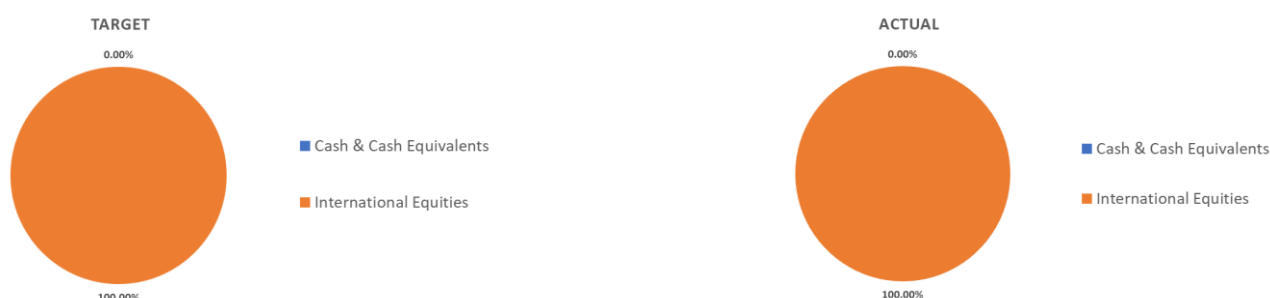 TARGET
0.00%
Cash & Cash Equivalents
International Equities
100.00%
ACTUAL
0.00%
Cash & Cash Equivalents
International Equities
100.00%